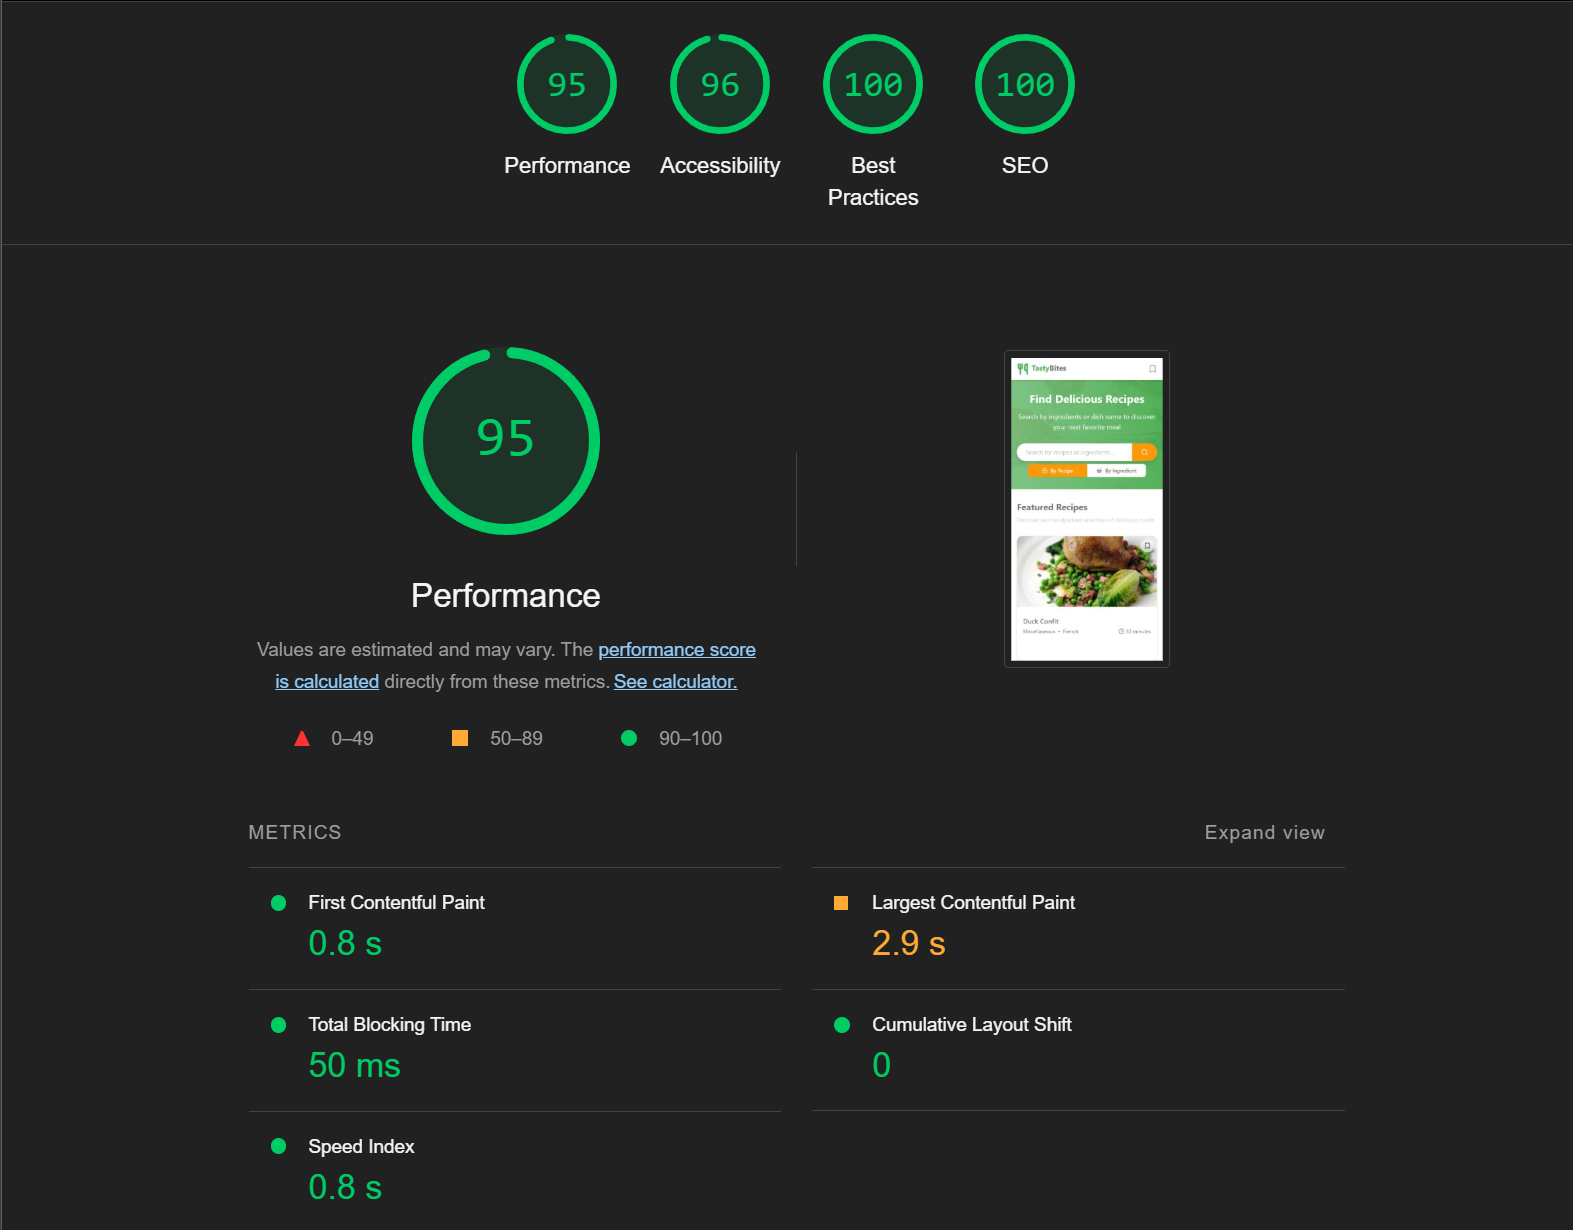 95
96
100
100
Performance
Accessibility
Best
Practices
SEO
95
Performance
Values are estimated and may vary. The performance score
is calculated directly from these metrics. See calculator.
0–49
50–89
90–100
TastyBites
Find Delicious Recipes
Search by ingredients or dish name to discover
your next favorite meal
Search for recipes or ingredients...
By Recipe
By Ingredient
Featured Recipes
Discover our handpicked selection of delicious meals
Duck Confit
Miscellaneous • French
32 minutes
METRICS
Expand view
First Contentful Paint
0.8 s
Largest Contentful Paint
2.9 s
Total Blocking Time
50 ms
Cumulative Layout Shift
0
Speed Index
0.8 s